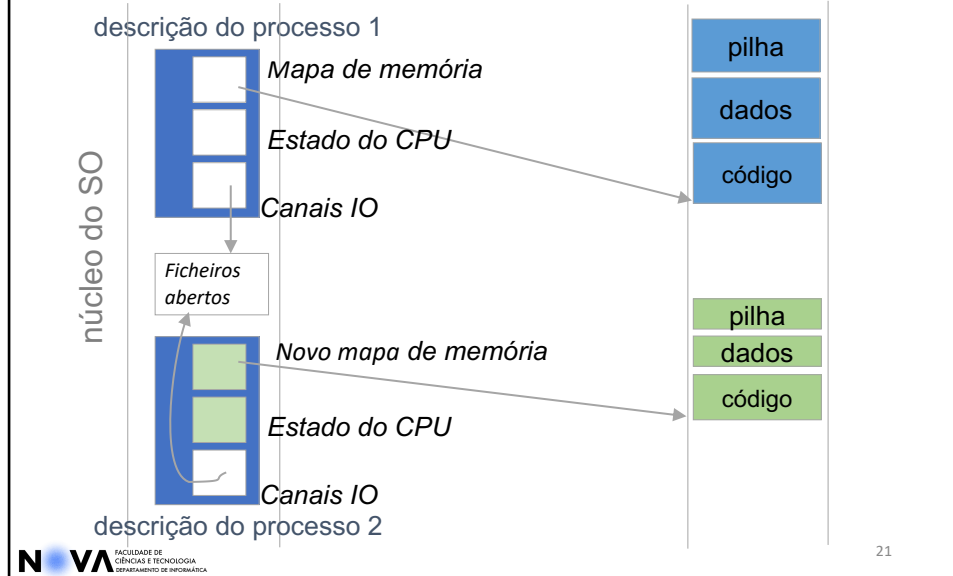 descrição do processo 1
Mapa de memória
Estado do CPU
Canais IO
núcleo do SO
Ficheiros
abertos
Novo mapa de memória
Estado do CPU
Canais IO
descrição do processo 2
pilha
dados
código
pilha
dados
código
NOVA
FACULDADE DE
CIÊNCIAS E TECNOLOGIA
DEPARTAMENTO DE INFORMÁTICA
21